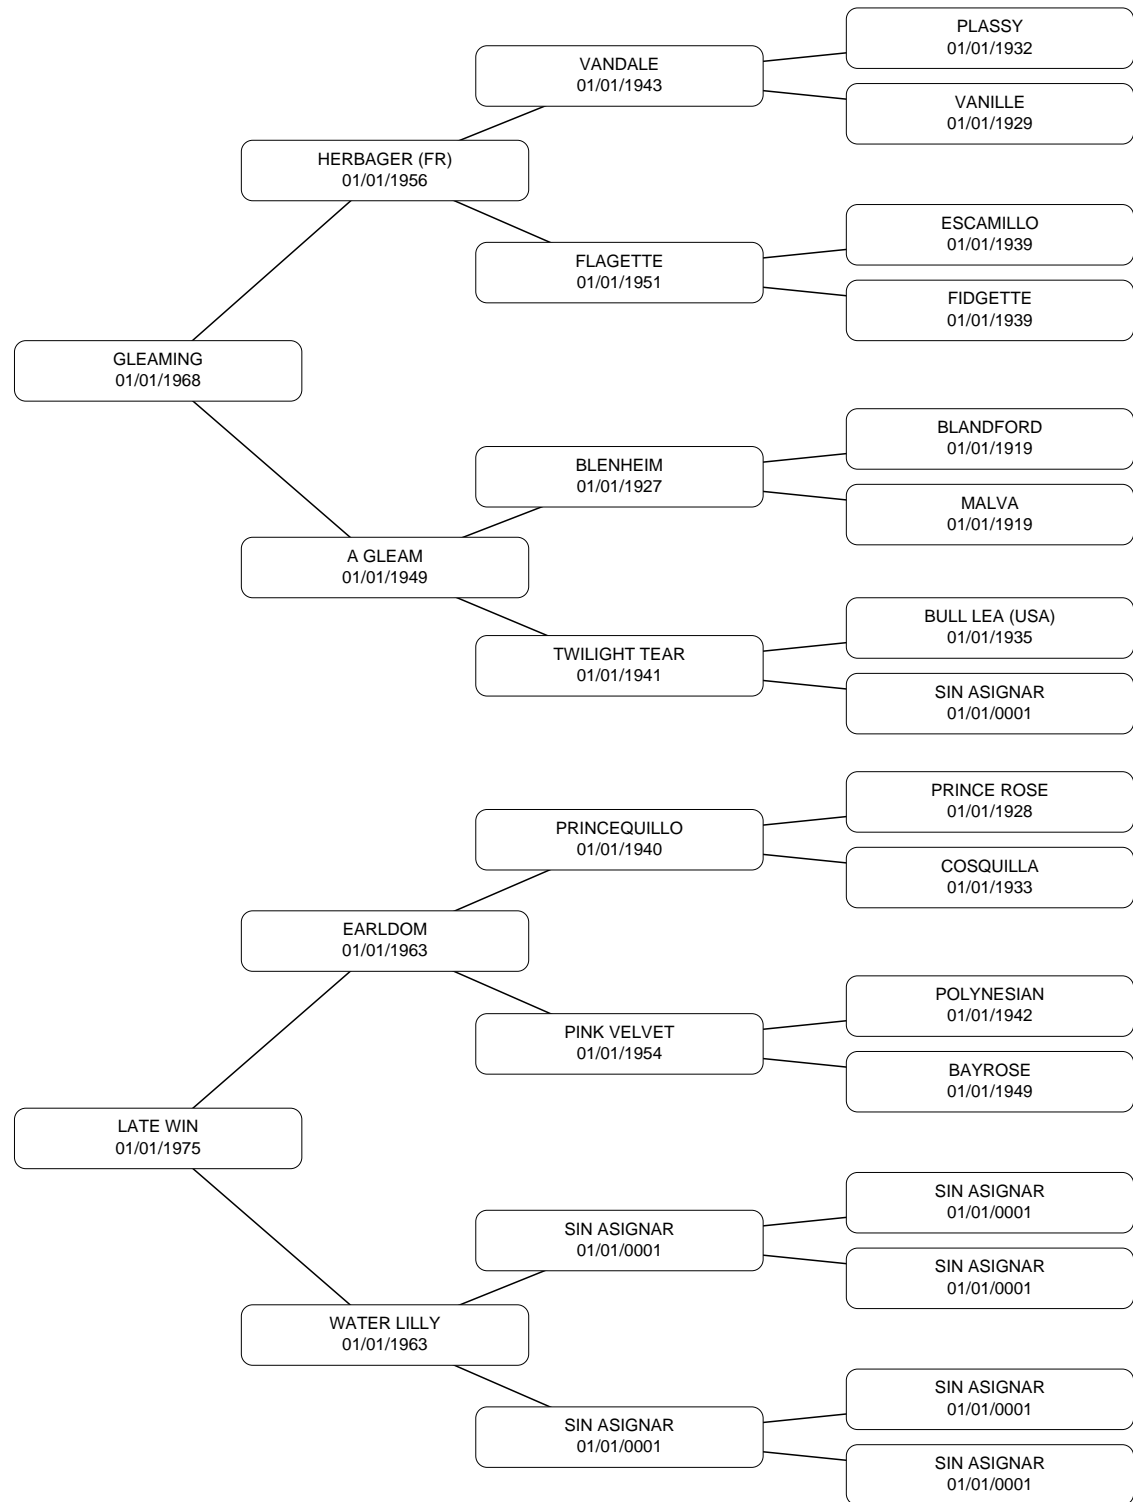 PLASSY
01/01/1932
VANDALE
01/01/1943
VANILLE
01/01/1929
HERBAGER (FR)
01/01/1956
ESCAMILLO
01/01/1939
FLAGETTE
01/01/1951
FIDGETTE
01/01/1939
GLEAMING
01/01/1968
BLANDFORD
01/01/1919
BLENHEIM
01/01/1927
MALVA
01/01/1919
A GLEAM
01/01/1949
BULL LEA (USA)
01/01/1935
TWILIGHT TEAR
01/01/1941
SIN ASIGNAR
01/01/0001
PRINCE ROSE
01/01/1928
PRINCEQUILLO
01/01/1940
COSQUILLA
01/01/1933
EARLDOM
01/01/1963
POLYNESIAN
01/01/1942
PINK VELVET
01/01/1954
BAYROSE
01/01/1949
LATE WIN
01/01/1975
SIN ASIGNAR
01/01/0001
SIN ASIGNAR
01/01/0001
SIN ASIGNAR
01/01/0001
WATER LILLY
01/01/1963
SIN ASIGNAR
01/01/0001
SIN ASIGNAR
01/01/0001
SIN ASIGNAR
01/01/0001